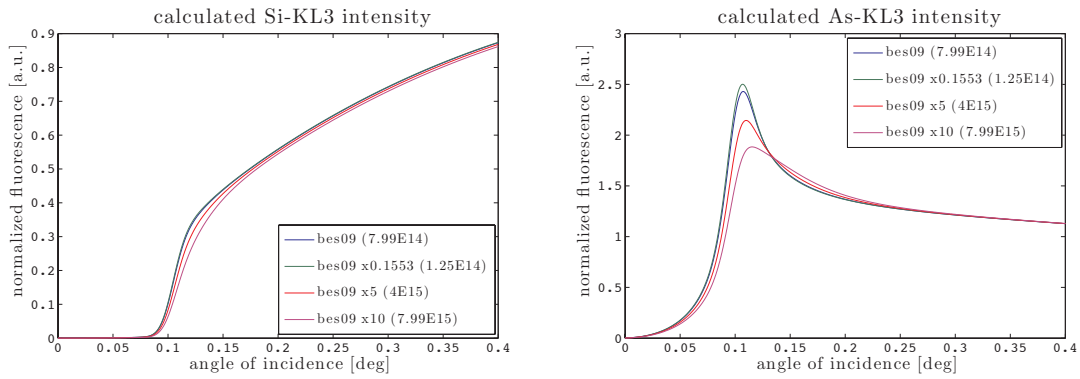 calculated Si-KL3 intensity
normalized fluorescence [a.u.]
0.9
0.8
0.7
0.6
0.5
0.4
0.3
0.2
0.1
0
0 0.05 0.1 0.15 0.2 0.25 0.3 0.35 0.4
angle of incidence [deg]
bes09 (7.99E14)
bes09 x0.1553 (1.25E14)
bes09 x5 (4E15)
bes09 x10 (7.99E15)
calculated As-KL3 intensity
normalized fluorescence [a.u.]
3
2.5
2
1.5
1
0.5
0
0 0.05 0.1 0.15 0.2 0.25 0.3 0.35 0.4
angle of incidence [deg]
bes09 (7.99E14)
bes09 x0.1553 (1.25E14)
bes09 x5 (4E15)
bes09 x10 (7.99E15)